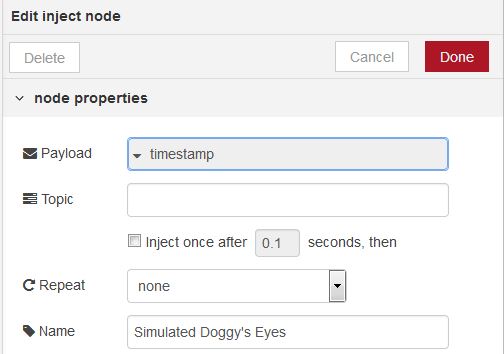 Edit inject node
Delete Cancel Done
node properties
Payload timestamp
Topic
Inject once after 0.1 seconds, then
Repeat none
Name Simulated Doggy's Eyes